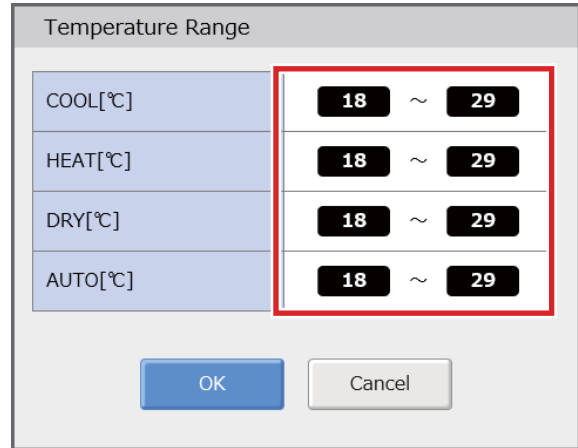 Temperature Range
COOL[℃] 18 ～ 29
HEAT[℃] 18 ～ 29
DRY[℃] 18 ～ 29
AUTO[℃] 18 ～ 29
OK Cancel